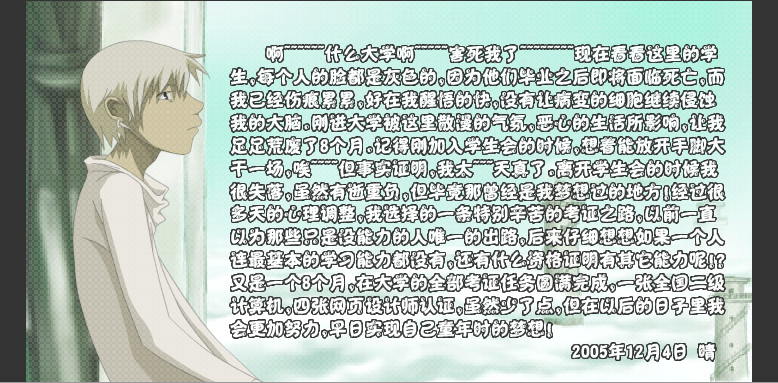 啊~~~~~~什么大学啊~~~~~害死我了~~~~~~~~现在看看这里的学
生,每个人的脸都是灰色的,因为他们毕业之后即将面临死亡,而
我已经伤痕累累,好在我醒悟的快,没有让病变的细胞继续侵蚀
我的大脑.刚进大学被这里散漫的气氛,恶心的生活所影响,让我
足足荒废了8个月.记得刚加入学生会的时候,想着能放开手脚大
干一场,唉~~~~但事实证明,我太~~~天真了.离开学生会的时候我
很失落,虽然有逝重负,但毕竟那曾经是我梦想过的地方!经过很
多天的心理调整,我选择的一条特别辛苦的考证之路,以前一直
以为那些只是没能力的人唯一的出路,后来仔细想想如果一个人
连最基本的学习能力都没有,还有什么资格证明有其它能力呢!?
又是一个8个月,在大学的全部考证任务圆满完成,一张全国二级
计算机,四张网页设计师认证,虽然少了点,但在以后的日子里我
会更加努力,早日实现自己童年时的梦想!
2005年12月4日 晴